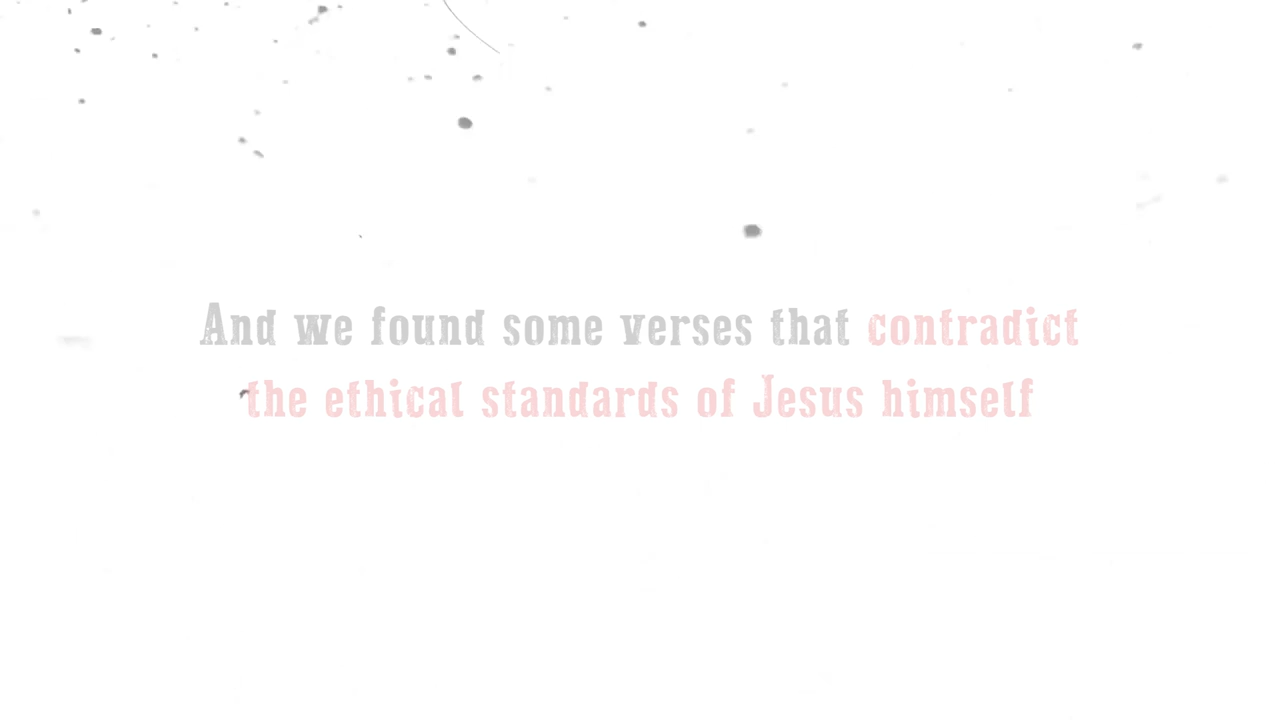 And we found some verses that contradict
the ethical standards of Jesus himself